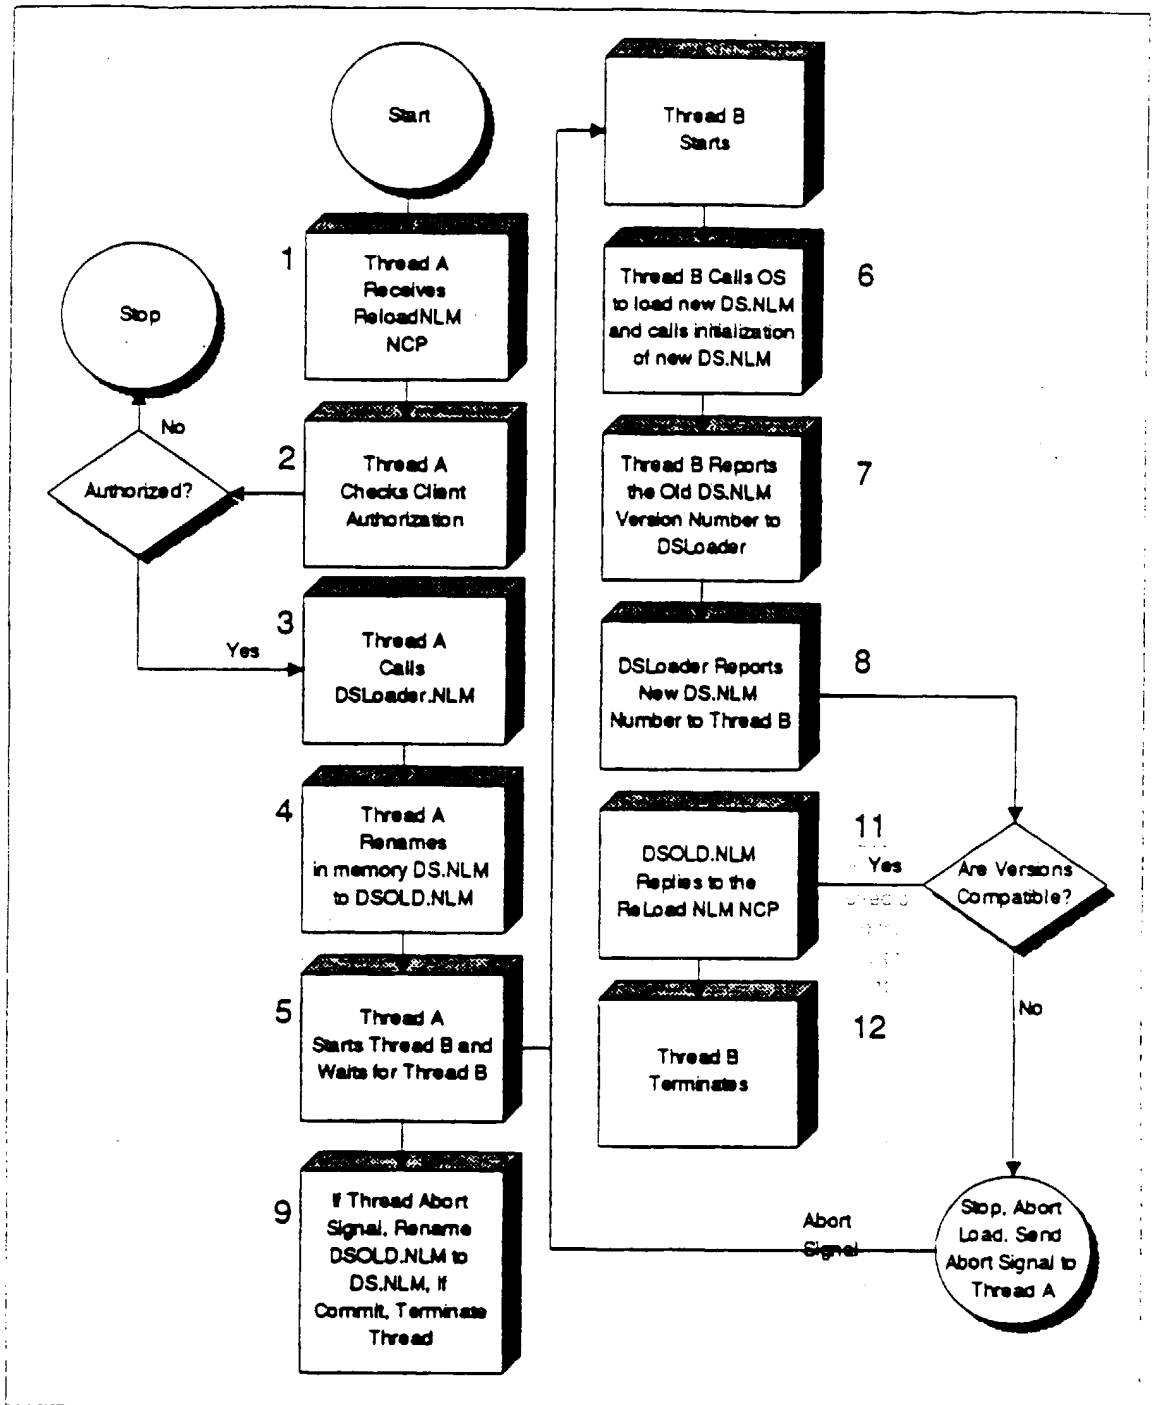 Start
1
Thread A
Receives
ReloadNLM
NCP
Stop
No
Authorized?
2
Thread A
Checks Client
Authorization
Yes
3
Thread A
Calls
DSLoader.NLM
4
Thread A
Renames
in memory DS.NLM
to DSOLD.NLM
5
Thread A
Starts Thread B and
Waits for Thread B
9
If Thread Abort
Signal, Rename
DSOLD.NLM to
DS.NLM, If
Commit, Terminate
Thread
Thread B
Starts
6
Thread B Calls OS
to load new DS.NLM
and calls initialization
of new DS.NLM
7
Thread B Reports
the Old DS.NLM
Version Number to
DSLoader
8
DSLoader Reports
New DS.NLM
Number to Thread B
Are Versions
Compatible?
11
Yes
DSOLD.NLM
Replies to the
ReLoad NLM NCP
12
Thread B
Terminates
No
Stop, Abort
Load, Send
Abort Signal to
Thread A
Abort
Signal